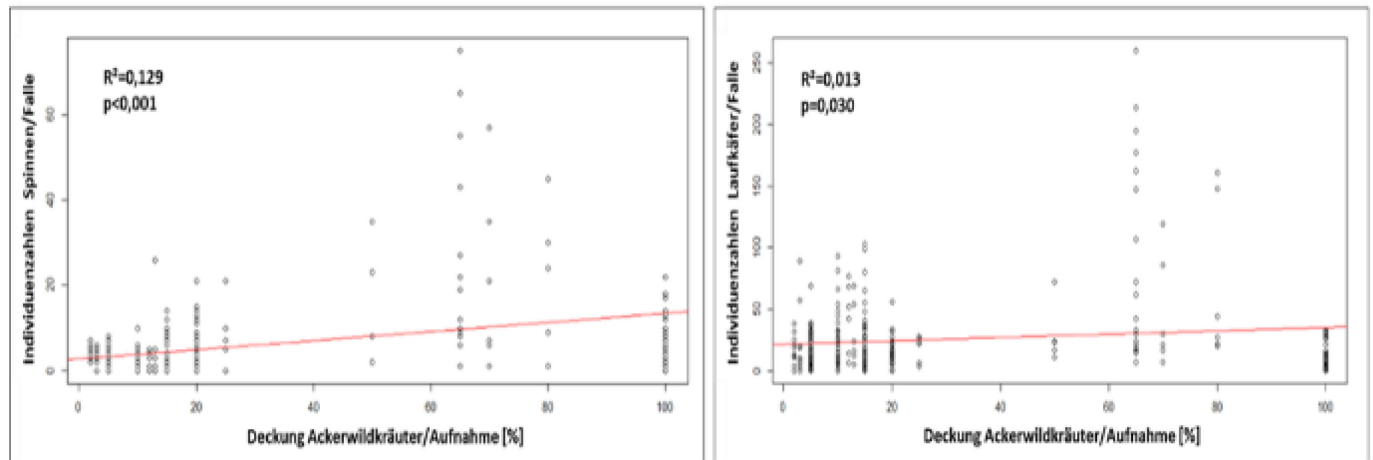 R²=0,129
p<0,001
Individuenzahlen Spinnen/Falle
0
20
40
60
0
20
40
60
80
100
Deckung Ackerwildkräuter/Aufnahme [%]
R²=0,013
p=0,030
Individuenzahlen Laufkäfer/Falle
0
50
100
150
200
250
0
20
40
60
80
100
Deckung Ackerwildkräuter/Aufnahme [%]